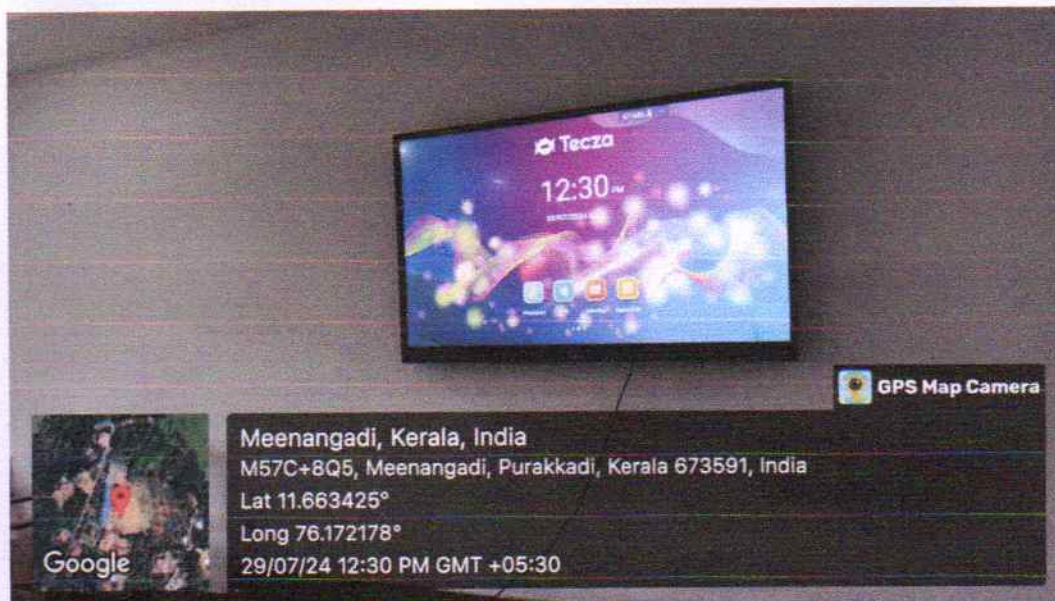 Tecza
12:30 PM
GPS Map Camera
Meenangadi, Kerala, India
M57C+8Q5, Meenangadi, Purakkadi, Kerala 673591, India
Lat 11.663425°
Long 76.172178°
29/07/24 12:30 PM GMT +05:30
Google